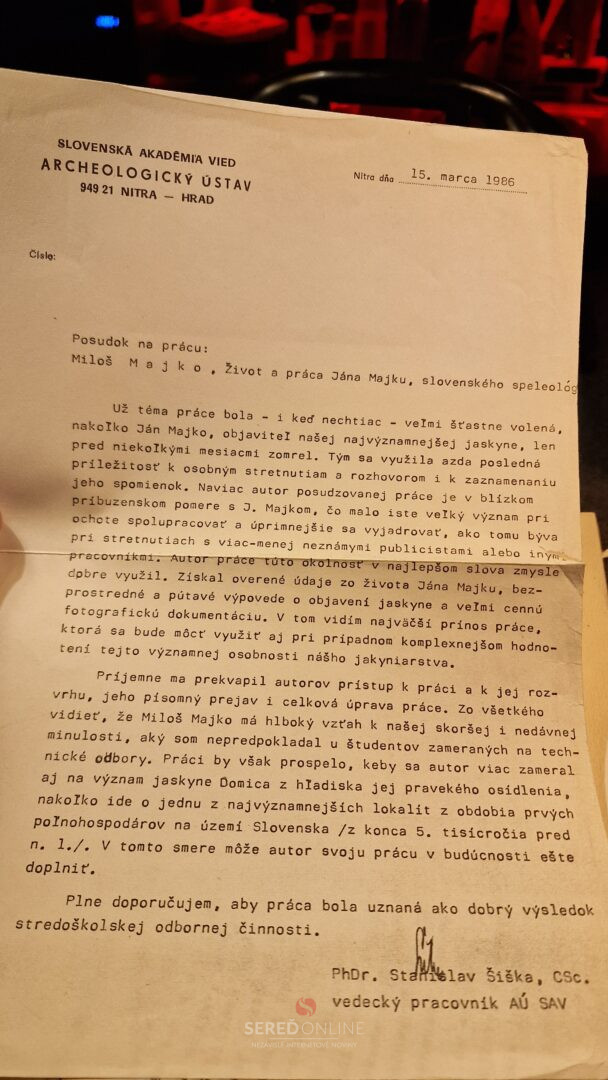 SLOVENSKÁ AKADÉMIA VIED
ARCHEOLOGICKÝ ÚSTAV
949 21 NITRA — HRAD
Nitra dňa 15. marca 1986
Číslo:
Posudok na prácu:
Miloš M a j k o , Život a práca Jána Majku, slovenského speleológ
Už téma práce bola - i keď nechtiac - veľmi šťastne volená,
nakoľko Ján Majko, objaviteľ našej najvýznamnejšej jaskyne, len
pred niekoľkými mesiacmi zomrel. Tým sa využila azda posledná
príležitosť k osobným stretnutiam a rozhovorom i k zaznamenaniu
jeho spomienok. Naviac autor posudzovanej práce je v blízkom
príbuzenskom pomere s J. Majkom, čo malo iste veľký význam pri
ochote spolupracovať a úprimnejšie sa vyjadrovať, ako tomu býva
pri stretnutiach s viac-menej neznámymi publicistami alebo inými
pracovníkmi. Autor práce túto okolnosť v najlepšom slova zmysle
dobre využil. Získal overené údaje zo života Jána Majku, bez-
prostredné a pútavé výpovede o objavení jaskyne a veľmi cennú
fotografickú dokumentáciu. V tom vidím najväčší prínos práce,
ktorá sa bude môcť využiť aj pri prípadnom komplexnejšom hodno-
tení tejto významnej osobnosti nášho jakyniarstva.
Príjemne ma prekvapil autorov prístup k práci a k jej roz-
vrhu, jeho písomný prejav i celková úprava práce. Zo všetkého
vidieť, že Miloš Majko má hlboký vzťah k našej skoršej i nedávnej
minulosti, aký som nepredpokladal u študentov zameraných na tech-
nické odbory. Práci by však prospelo, keby sa autor viac zameral
aj na význam jaskyne Domica z hľadiska jej pravekého osídlenia,
nakoľko ide o jednu z najvýznamnejších lokalít z obdobia prvých
poľnohospodárov na území Slovenska /z konca 5. tisícročia pred
n. l./. V tomto smere môže autor svoju prácu v budúcnosti ešte
doplniť.
Plne doporučujem, aby práca bola uznaná ako dobrý výsledok
stredoškolskej odbornej činnosti.
PhDr. Stanislav Šiška, CSc.
vedecký pracovník AÚ SAV
SEREĎONLINE